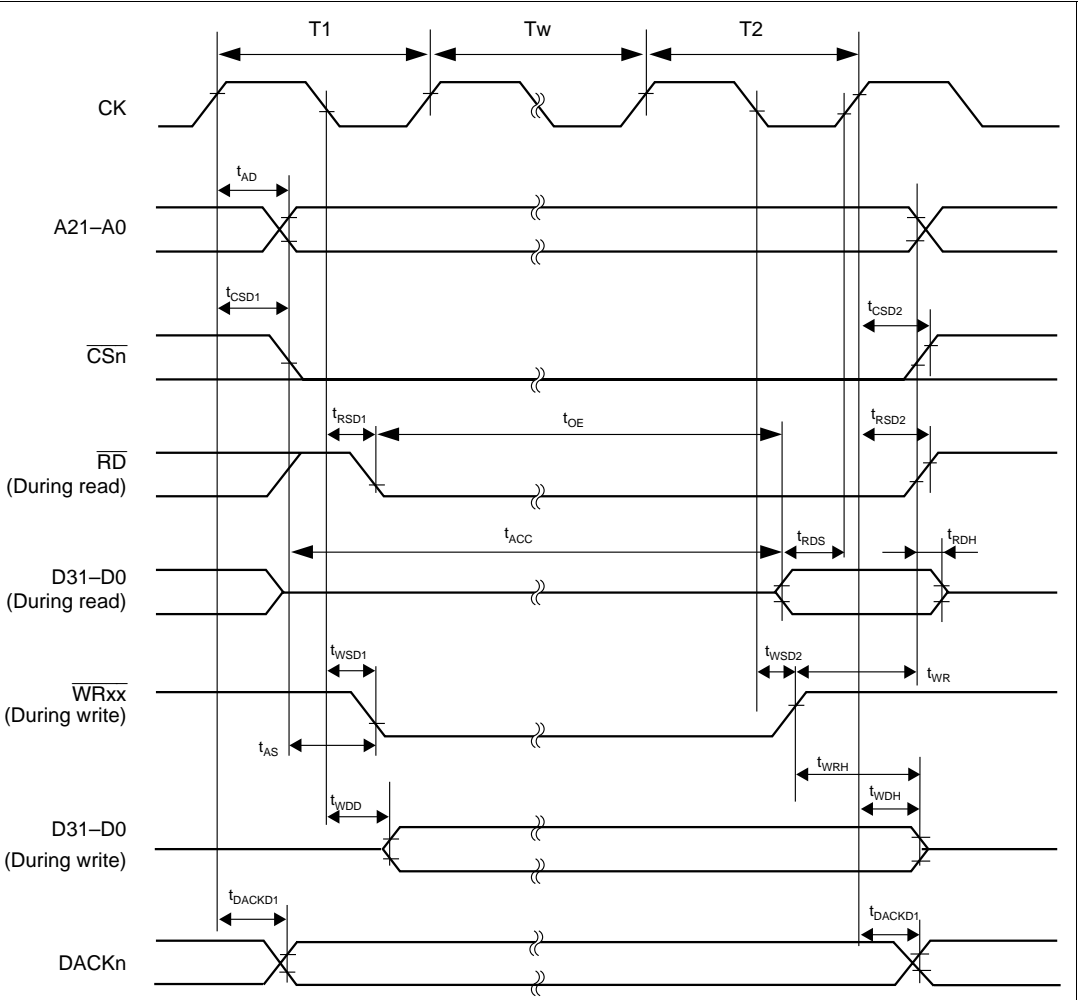 T1 Tw T2
CK
tAD
A21–A0
tCSD1 tCSD2
CSn
tRSD1 tOE tRSD2
RD
(During read)
tACC tRDS tRDH
D31–D0
(During read)
tWSD1 tWSD2 tWR
WRxx
(During write)
tAS
tWRH
tWDD tWDH
D31–D0
(During write)
tDACKD1 tDACKD1
DACKn